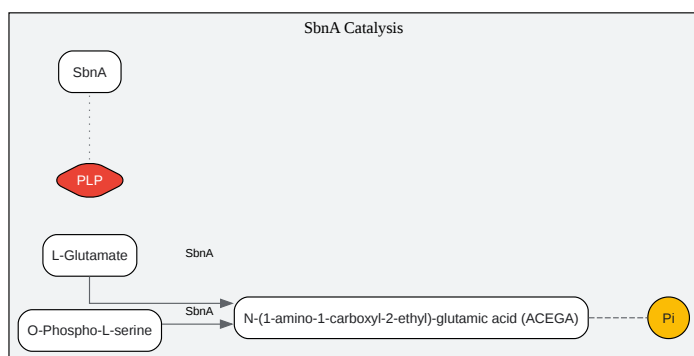 SbnA Catalysis
SbnA
PLP
L-Glutamate
SbnA
SbnA
O-Phospho-L-serine
N-(1-amino-1-carboxyl-2-ethyl)-glutamic acid (ACEGA)
Pi